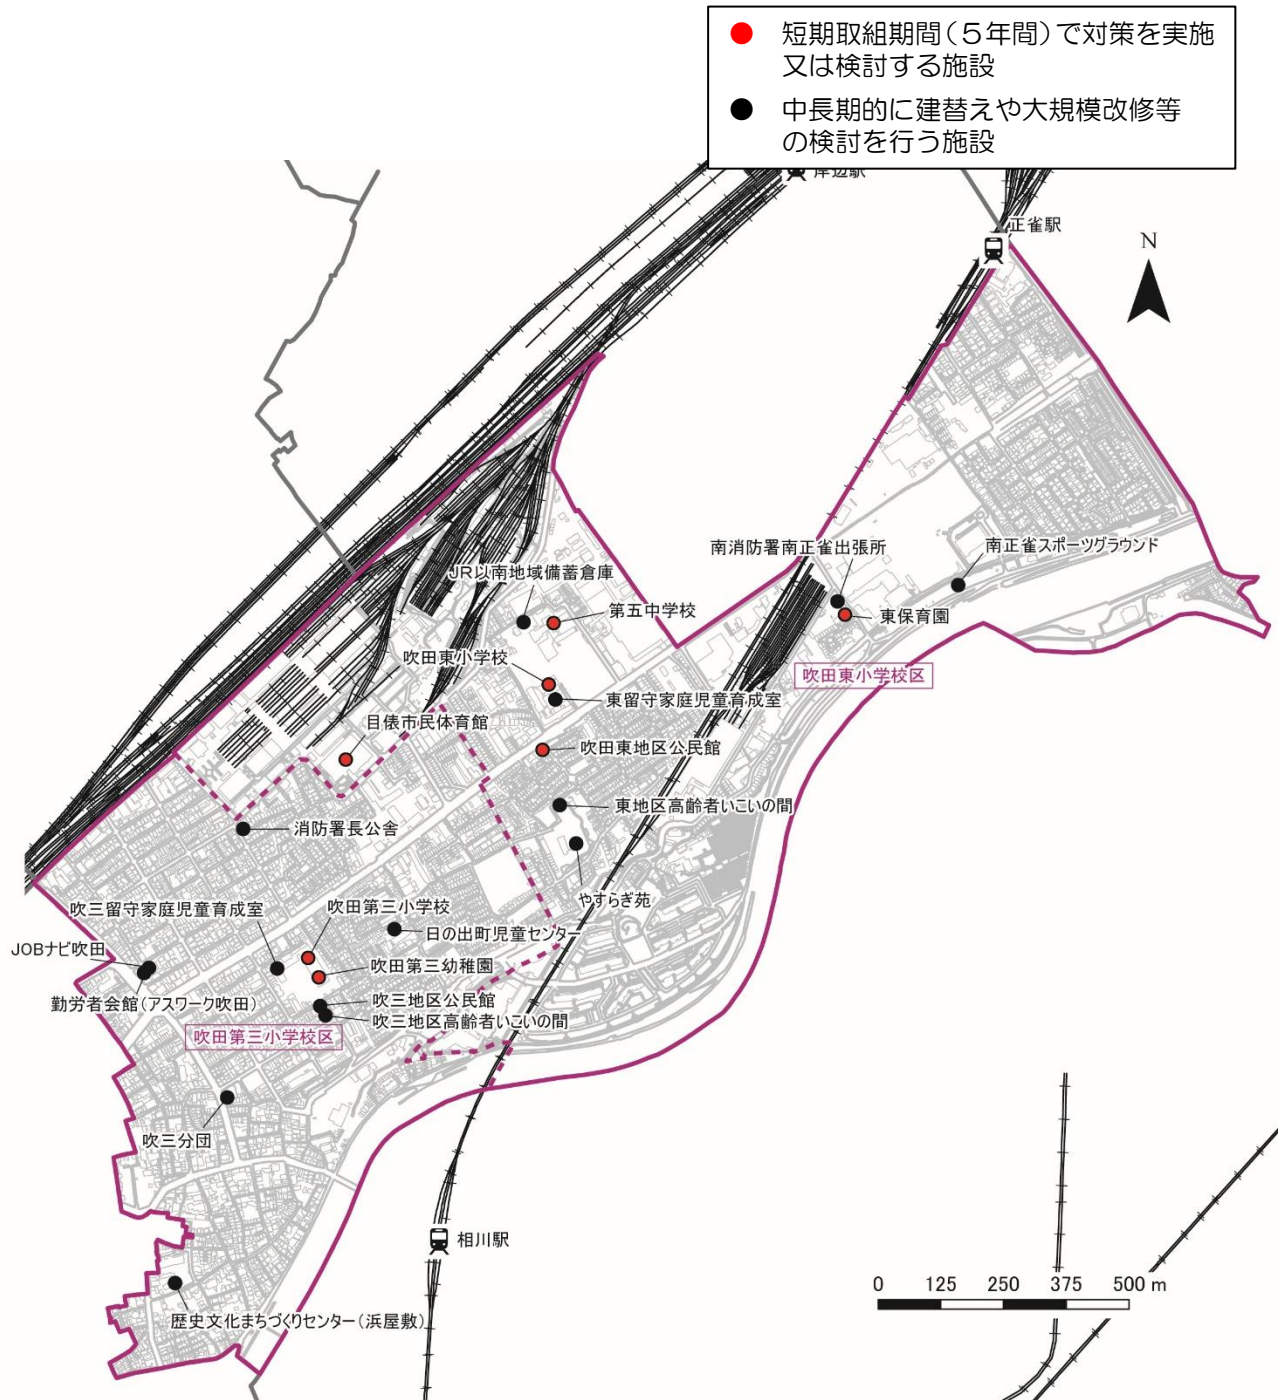 短期取組期間（５年間）で対策を実施
又は検討する施設
中長期的に建替えや大規模改修等
の検討を行う施設
岸辺駅
正雀駅
N
南消防署南正雀出張所
南正雀スポーツグラウンド
JR以南地域備蓄倉庫
第五中学校
東保育園
吹田東小学校
吹田東小学校区
東留守家庭児童育成室
目俵市民体育館
吹田東地区公民館
東地区高齢者いこいの間
消防署長公舎
やすらぎ苑
吹三留守家庭児童育成室
吹田第三小学校
日の出町児童センター
JOBナビ吹田
吹田第三幼稚園
勤労者会館（アスワーク吹田）
吹三地区公民館
吹三地区高齢者いこいの間
吹田第三小学校区
吹三分団
相川駅
0 125 250 375 500 m
歴史文化まちづくりセンター（浜屋敷）